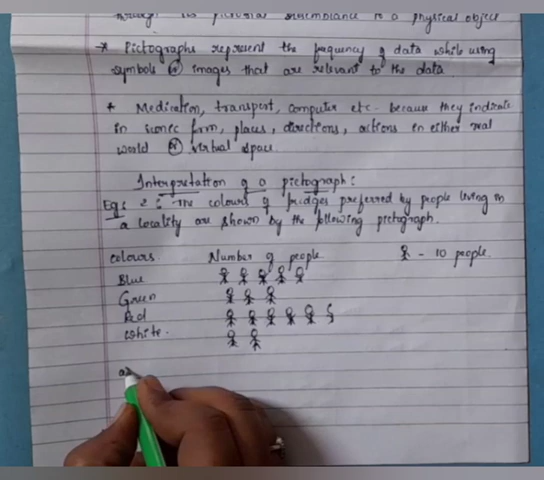 through its pictorial resemblance to a physical object
* Pictographs represent the frequency of data while using
symbols or images that are relevant to the data.
+ Medication, transport, computer etc. because they indicate
in iconic form, places, directions, actions in either real
world or virtual space
Interpretation of a pictograph:
Eg: 2: The colours of fridges preferred by people living in
a locality are shown by the following pictograph.
colours. Number of people - 10 people.
Blue
Green
Red
White.
a